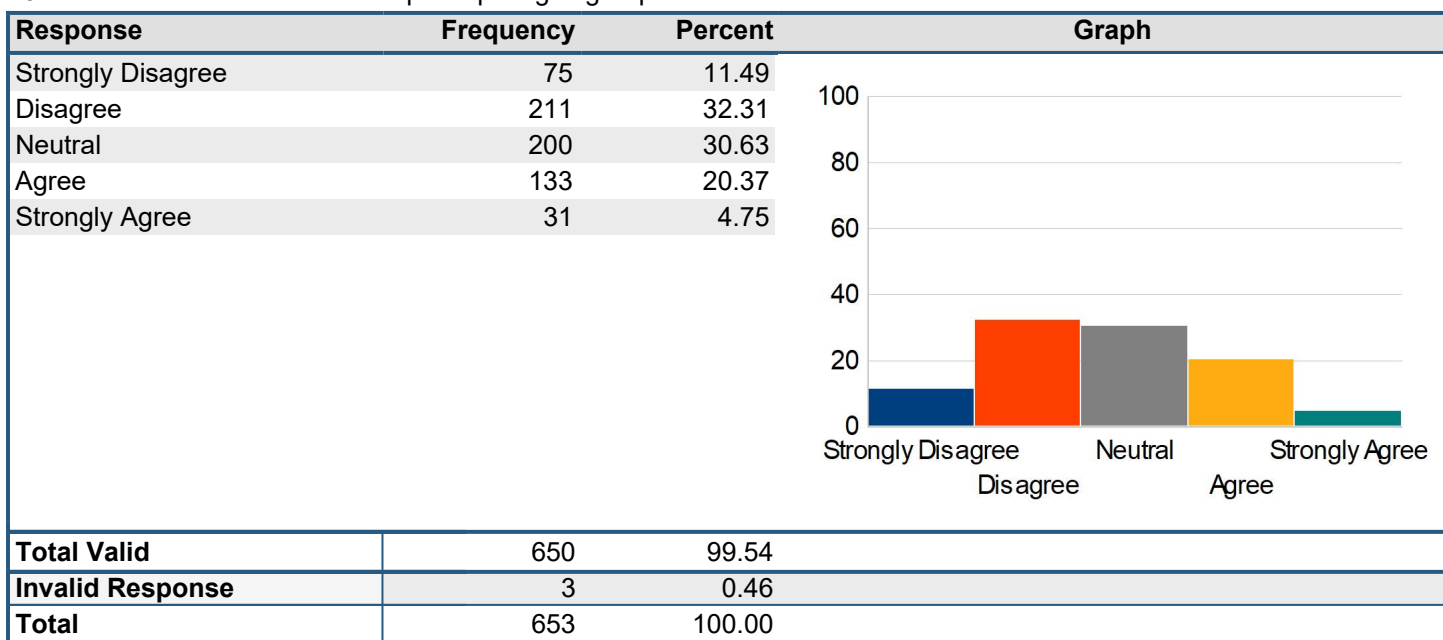 Response Frequency Percent Graph
Strongly Disagree 75 11.49
Disagree 211 32.31
Neutral 200 30.63
Agree 133 20.37
Strongly Agree 31 4.75
100
80
60
40
20
0
Strongly Disagree Neutral Strongly Agree
Disagree Agree
Total Valid 650 99.54
Invalid Response 3 0.46
Total 653 100.00